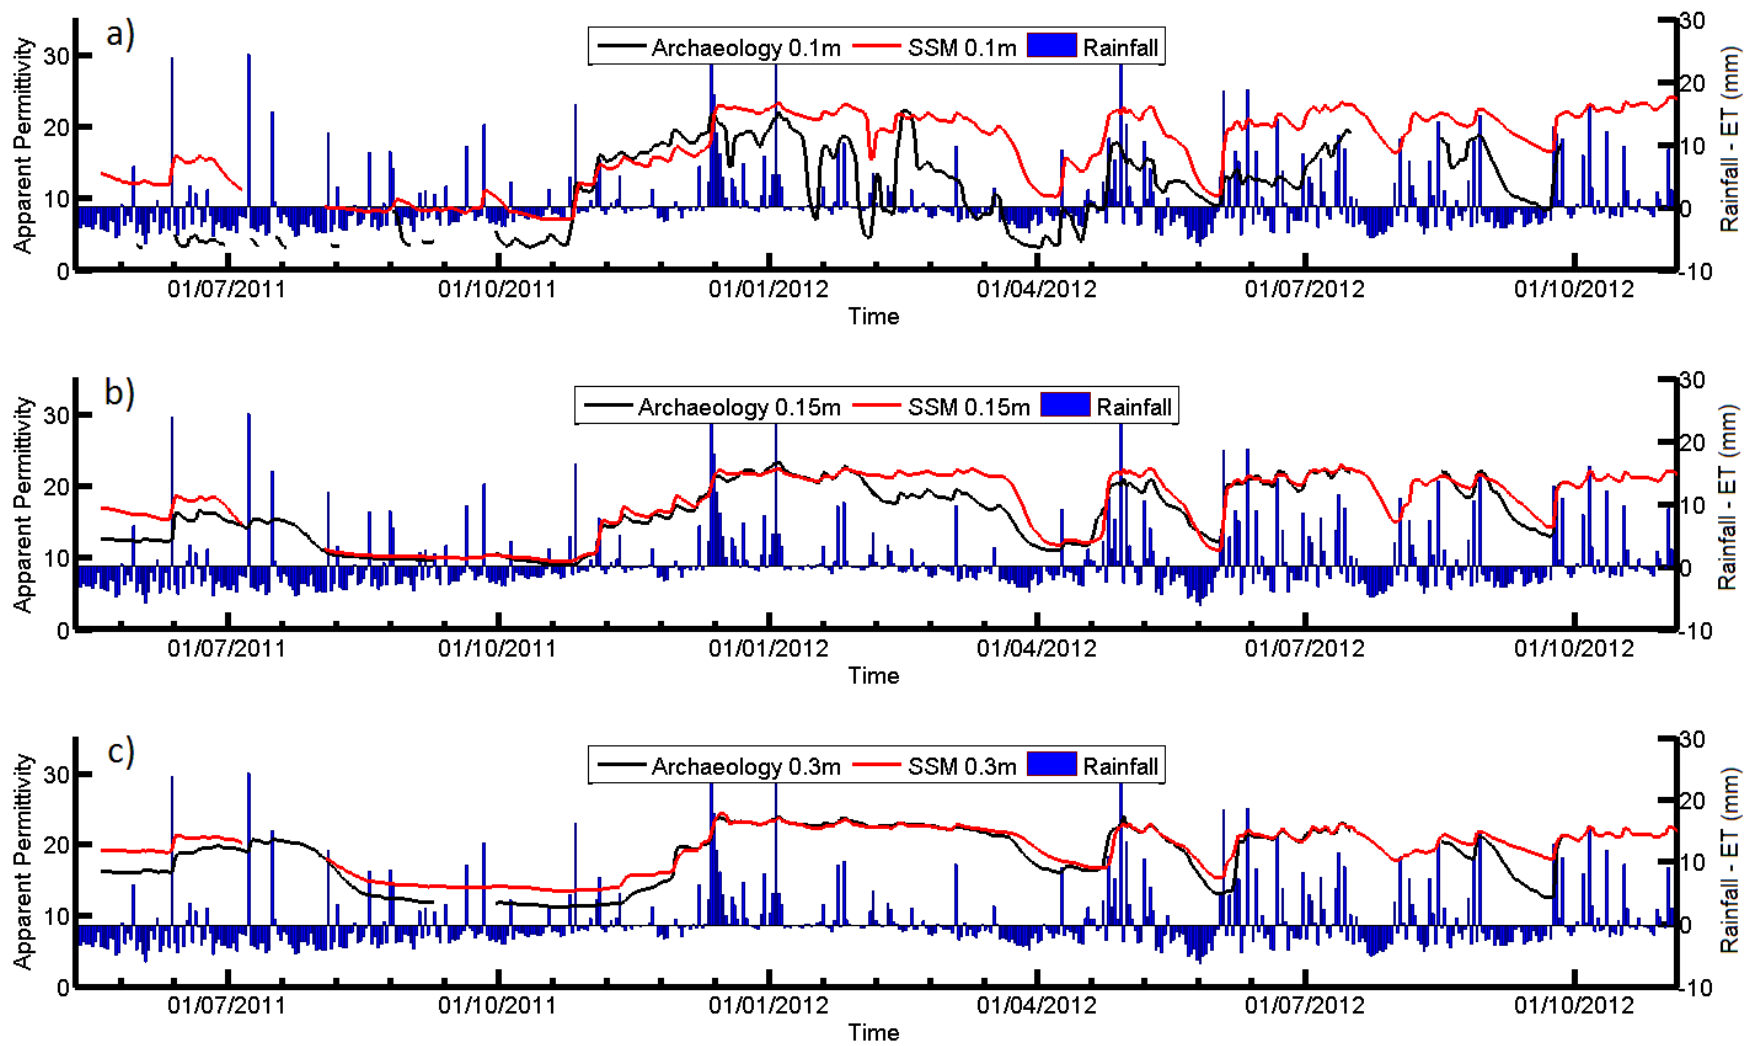 a)
Archaeology 0.1m SSM 0.1m Rainfall
Apparent Permittivity
30
20
10
0
30
20
10
0
-10
Rainfall - ET (mm)
01/07/2011 01/10/2011 01/01/2012 01/04/2012 01/07/2012 01/10/2012
Time
b)
Archaeology 0.15m SSM 0.15m Rainfall
Apparent Permittivity
30
20
10
0
30
20
10
0
-10
Rainfall - ET (mm)
01/07/2011 01/10/2011 01/01/2012 01/04/2012 01/07/2012 01/10/2012
Time
c)
Archaeology 0.3m SSM 0.3m Rainfall
Apparent Permittivity
30
20
10
0
30
20
10
0
-10
Rainfall - ET (mm)
01/07/2011 01/10/2011 01/01/2012 01/04/2012 01/07/2012 01/10/2012
Time